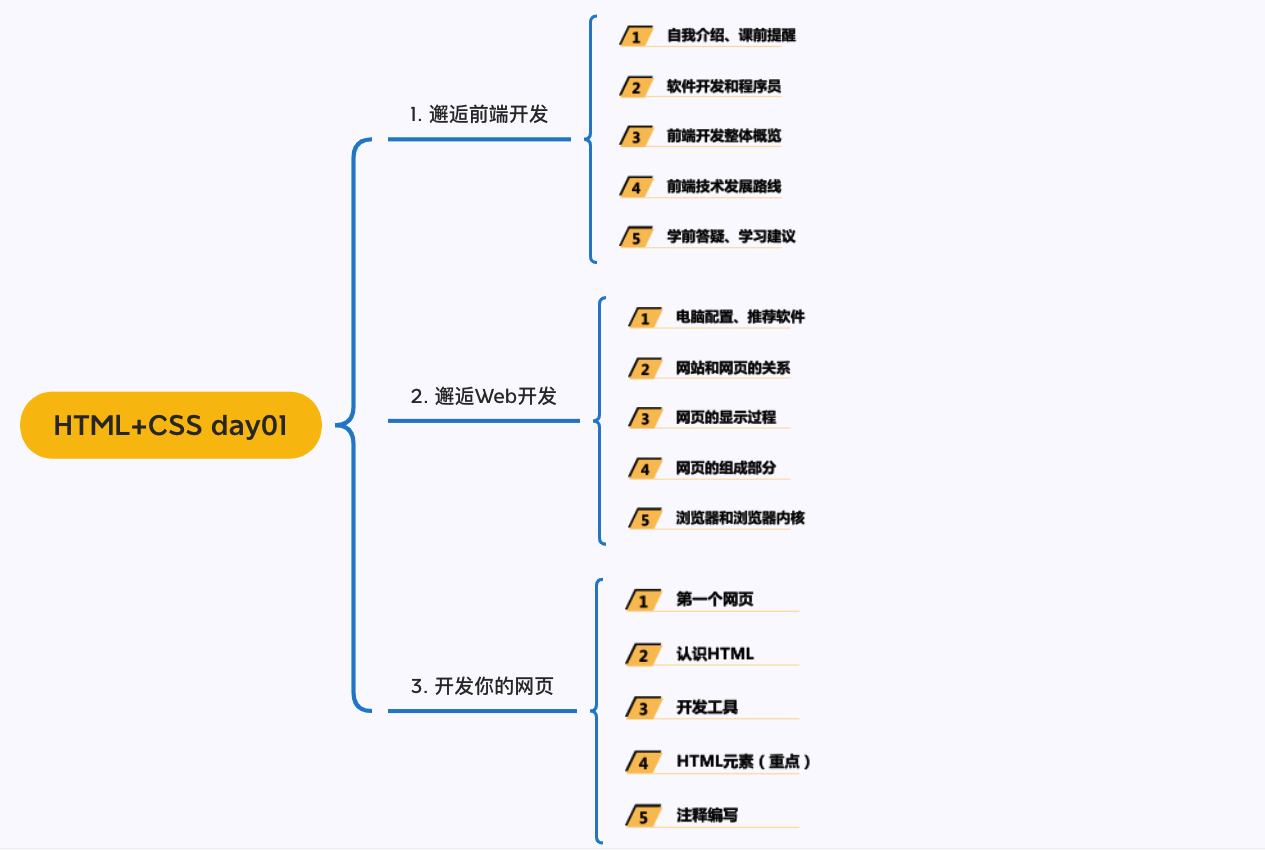 HTML+CSS day01
1. 邂逅前端开发
1 自我介绍、课前提醒
2 软件开发和程序员
3 前端开发整体概览
4 前端技术发展路线
5 学前答疑、学习建议
2. 邂逅Web开发
1 电脑配置、推荐软件
2 网站和网页的关系
3 网页的显示过程
4 网页的组成部分
5 浏览器和浏览器内核
3. 开发你的网页
1 第一个网页
2 认识HTML
3 开发工具
4 HTML元素（重点）
5 注释编写